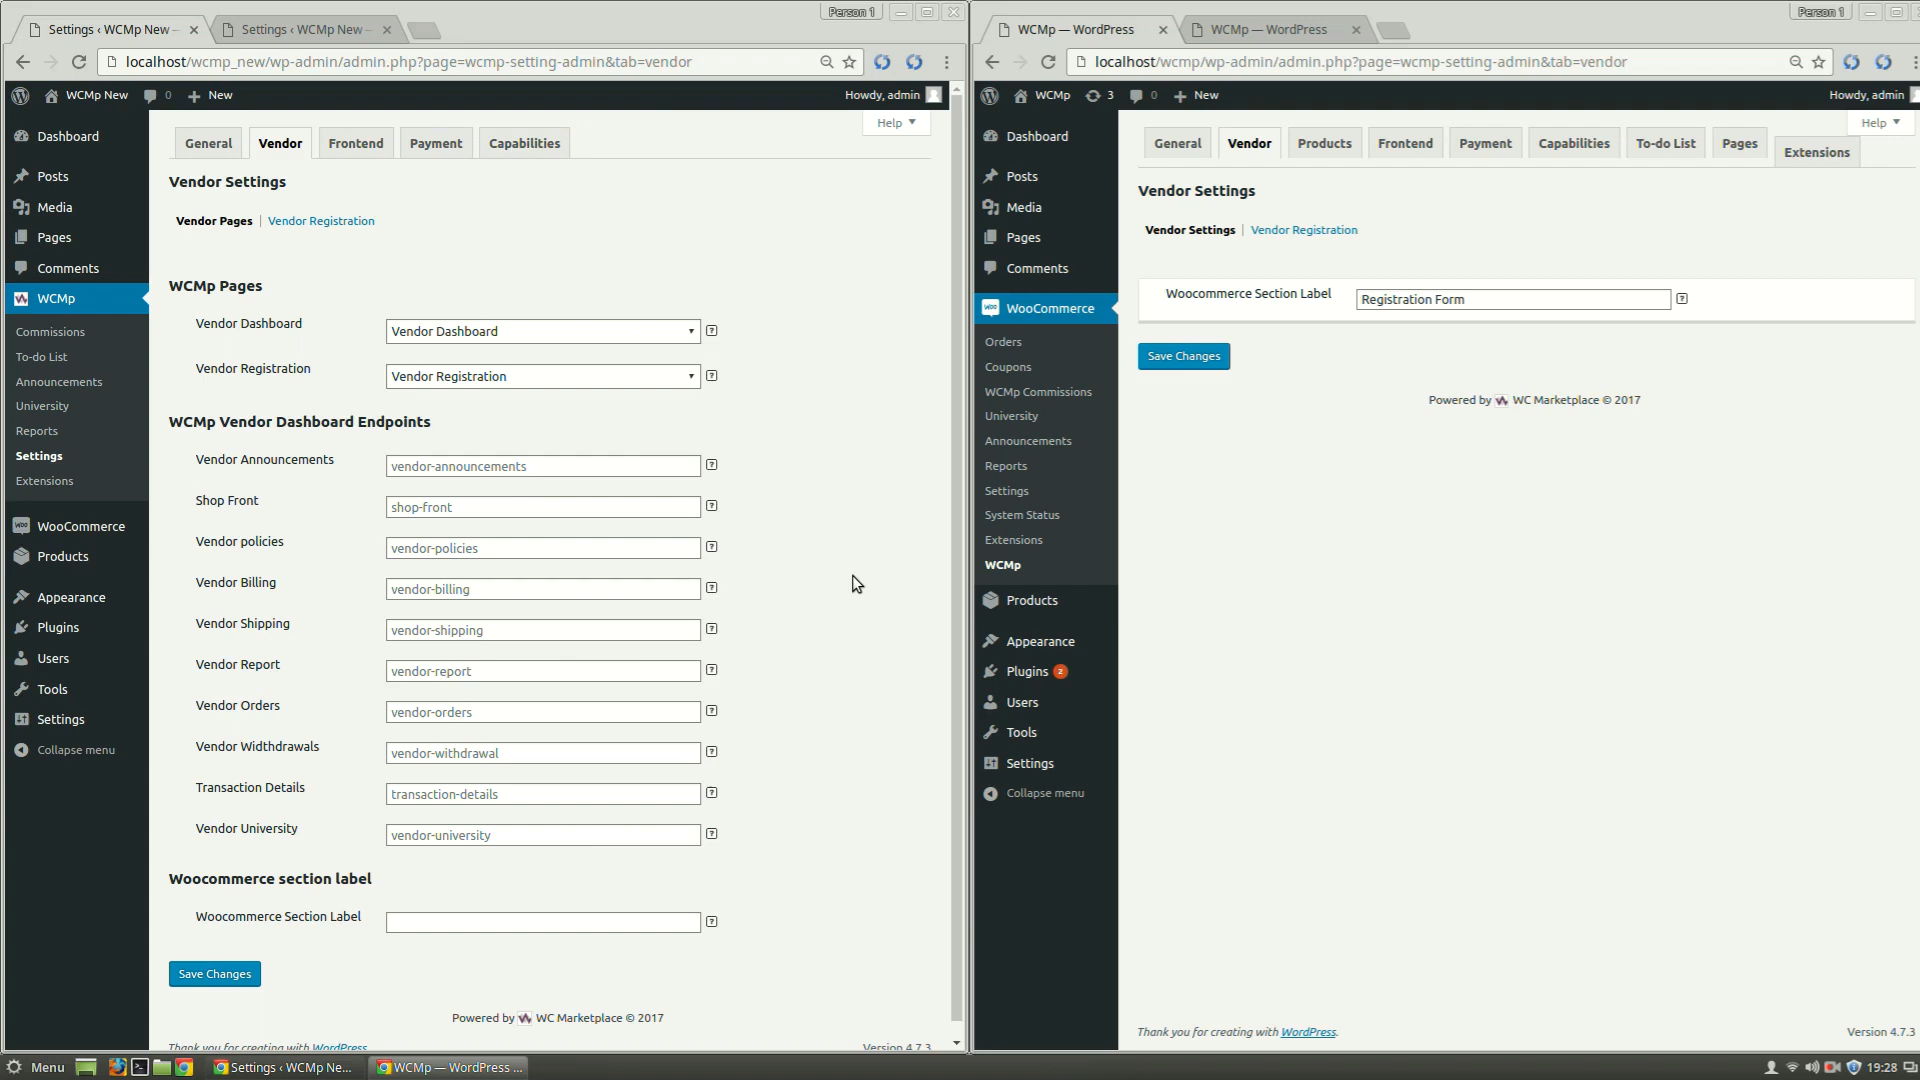 Settings ‹ WCMp New —
Settings ‹ WCMp New —
Person 1
localhost/wcmp_new/wp-admin/admin.php?page=wcmp-setting-admin&tab=vendor
WCMp New
0
New
Howdy, admin
Help
Dashboard
Posts
Media
Pages
Comments
WCMp
Commissions
To-do List
Announcements
University
Reports
Settings
Extensions
WooCommerce
Products
Appearance
Plugins
Users
Tools
Settings
Collapse menu
General
Vendor
Frontend
Payment
Capabilities
Vendor Settings
Vendor Pages | Vendor Registration
WCMp Pages
Vendor Dashboard
Vendor Dashboard
Vendor Registration
Vendor Registration
WCMp Vendor Dashboard Endpoints
Vendor Announcements
vendor-announcements
Shop Front
shop-front
Vendor policies
vendor-policies
Vendor Billing
vendor-billing
Vendor Shipping
vendor-shipping
Vendor Report
vendor-report
Vendor Orders
vendor-orders
Vendor Widthdrawals
vendor-withdrawal
Transaction Details
transaction-details
Vendor University
vendor-university
Woocommerce section label
Woocommerce Section Label
Save Changes
Powered by WC Marketplace © 2017
Thank you for creating with WordPress.
Version 4.7.3
WCMp — WordPress
WCMp — WordPress
Person 1
localhost/wcmp/wp-admin/admin.php?page=wcmp-setting-admin&tab=vendor
WCMp
3
0
New
Howdy, admin
Help
Dashboard
Posts
Media
Pages
Comments
WooCommerce
Orders
Coupons
WCMp Commissions
University
Announcements
Reports
Settings
System Status
Extensions
WCMp
Products
Appearance
Plugins 2
Users
Tools
Settings
Collapse menu
General
Vendor
Products
Frontend
Payment
Capabilities
To-do List
Pages
Extensions
Vendor Settings
Vendor Settings | Vendor Registration
Woocommerce Section Label
Registration Form
Save Changes
Powered by WC Marketplace © 2017
Thank you for creating with WordPress.
Version 4.7.3
Menu
Settings ‹ WCMp Ne...
WCMp — WordPress ...
19:28